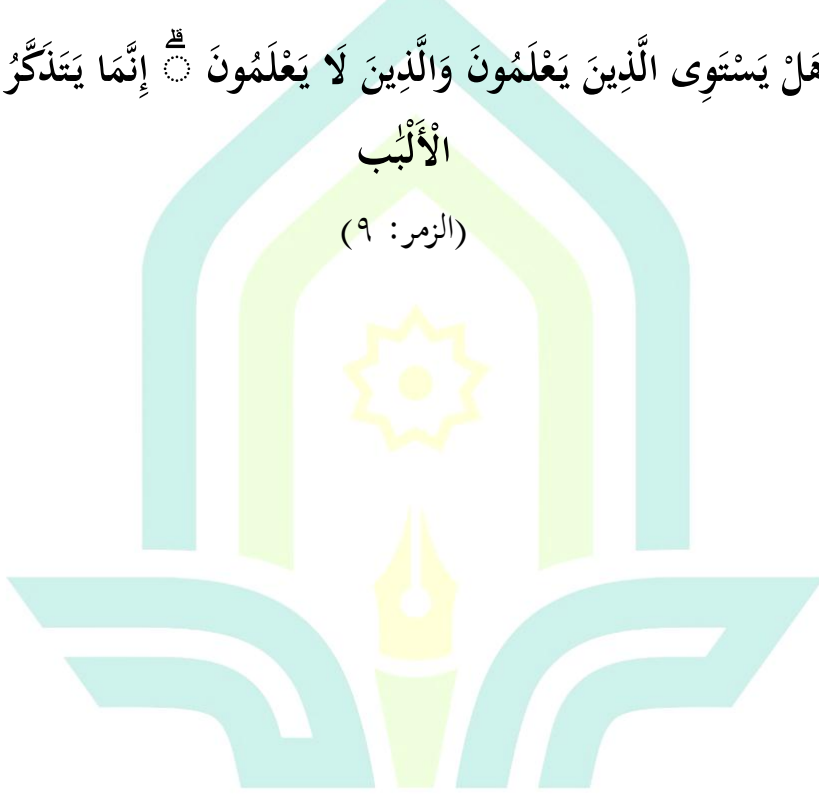 هَلْ يَسْتَوِى الَّذِينَ يَعْلَمُونَ وَالَّذِينَ لَا يَعْلَمُونَ ۗ إِنَّمَا يَتَذَكَّرُ
الْأَلْبَٰب
(الزمر: ٩)